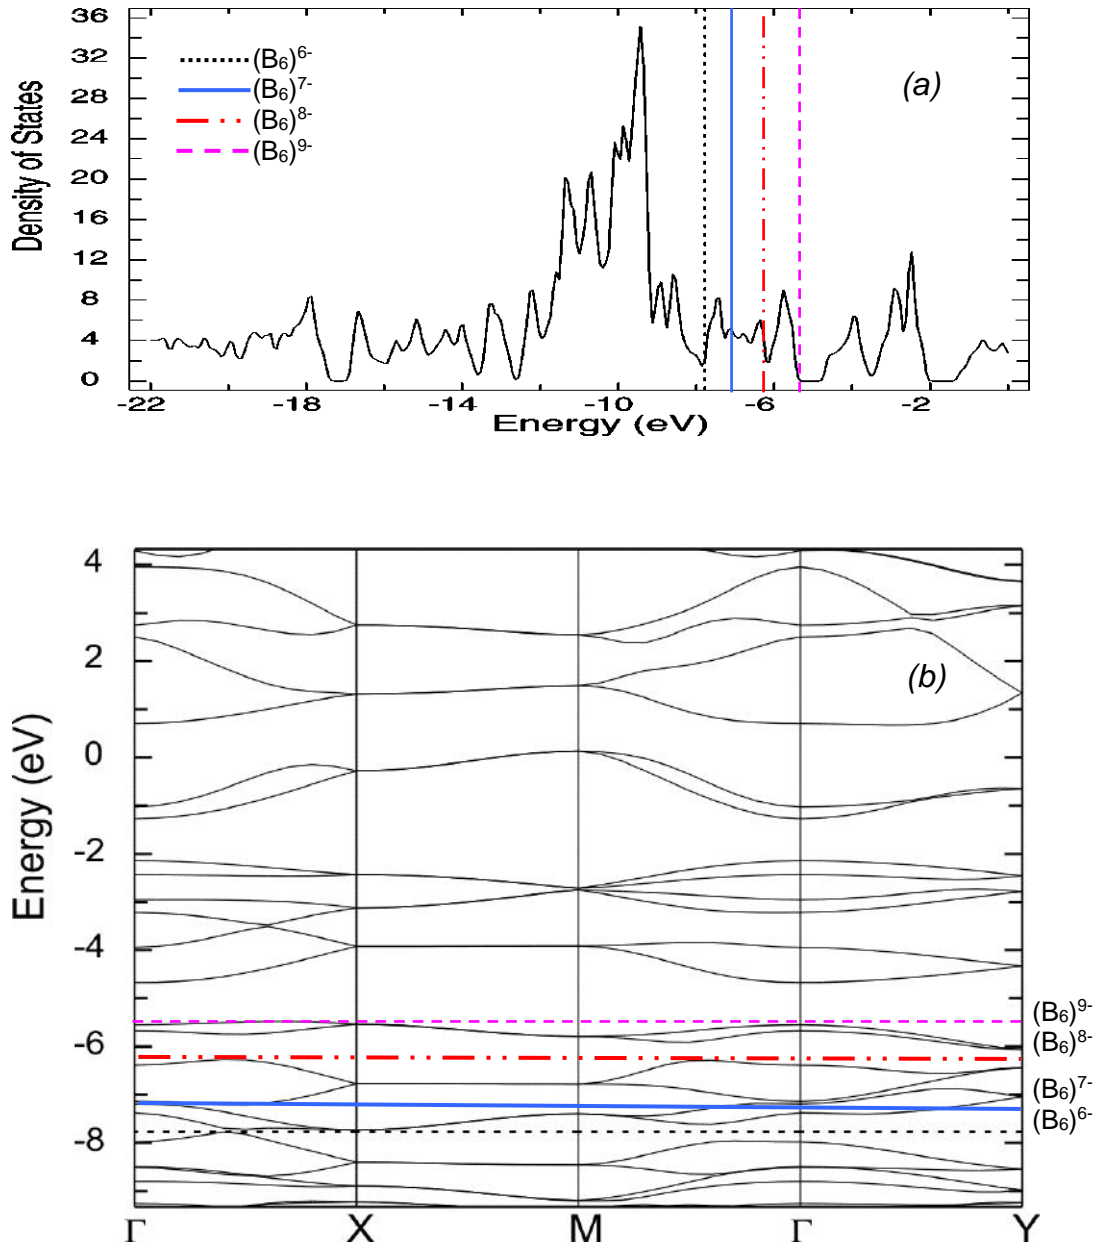 36
32
28
24
20
16
12
8
4
0
Density of States
(B₆)⁶⁻
(B₆)⁷⁻
(B₆)⁸⁻
(B₆)⁹⁻
(a)
-22 -18 -14 -10 -6 -2
Energy (eV)
4
2
0
-2
-4
-6
-8
Energy (eV)
(b)
(B₆)⁹⁻
(B₆)⁸⁻
(B₆)⁷⁻
(B₆)⁶⁻
Γ X M Γ Y